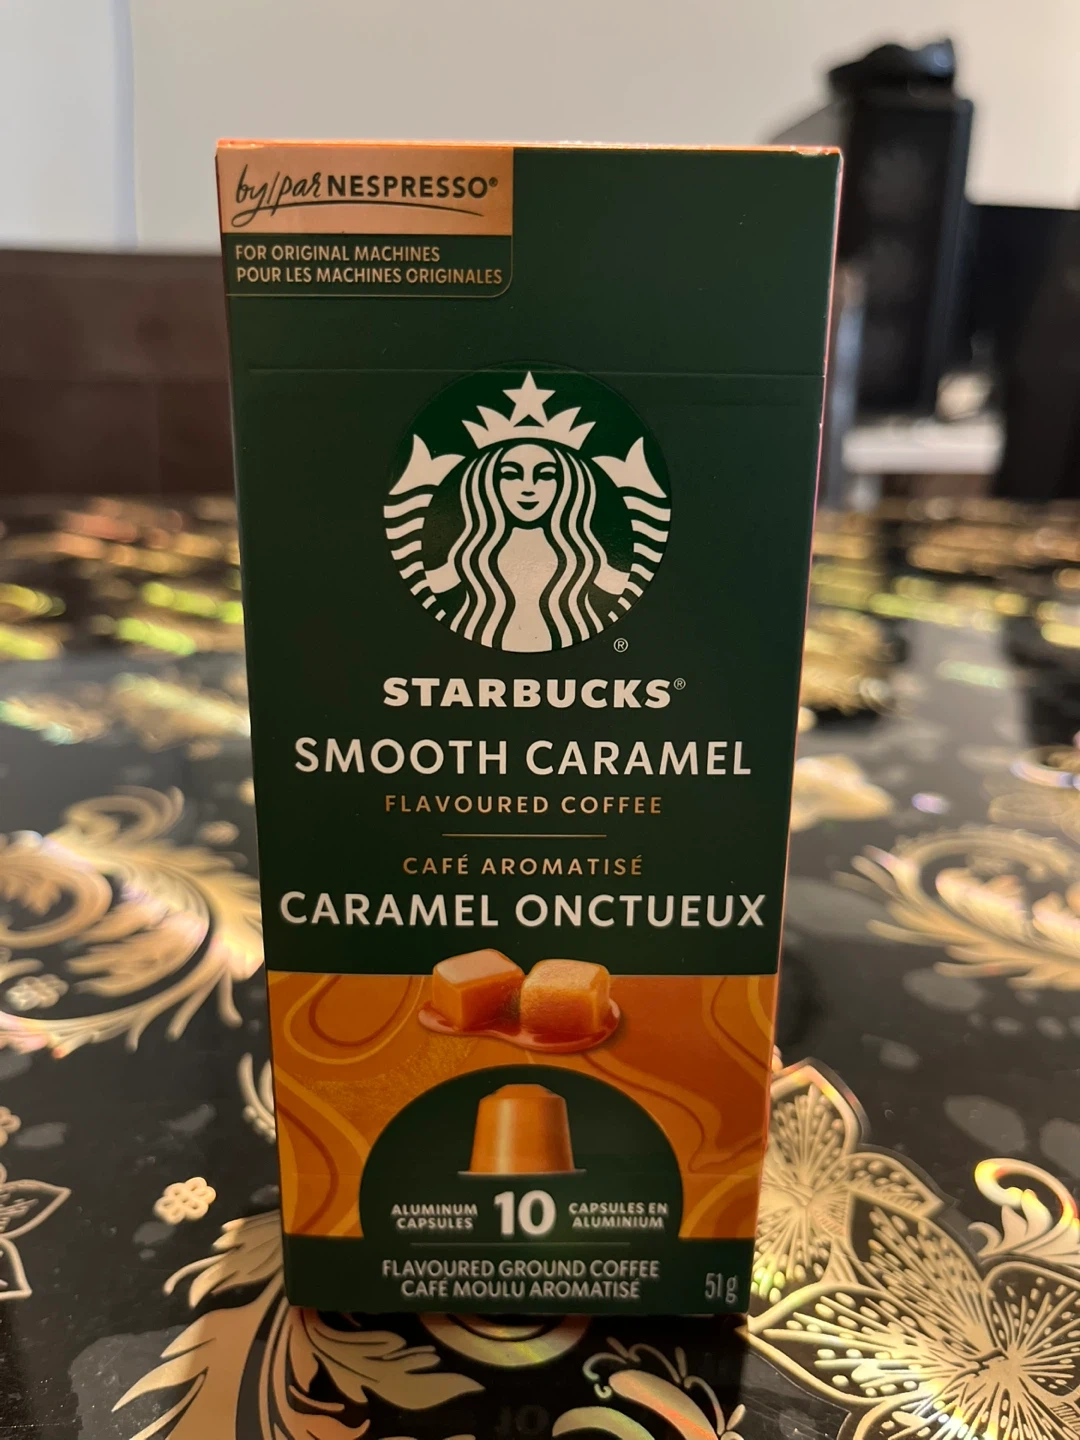 by/par NESPRESSO®
FOR ORIGINAL MACHINES
POUR LES MACHINES ORIGINALES
®
STARBUCKS®
SMOOTH CARAMEL
FLAVOURED COFFEE
CAFÉ AROMATISÉ
CARAMEL ONCTUEUX
ALUMINUM CAPSULES 10 CAPSULES EN ALUMINIUM
FLAVOURED GROUND COFFEE
CAFÉ MOULU AROMATISÉ
51 g